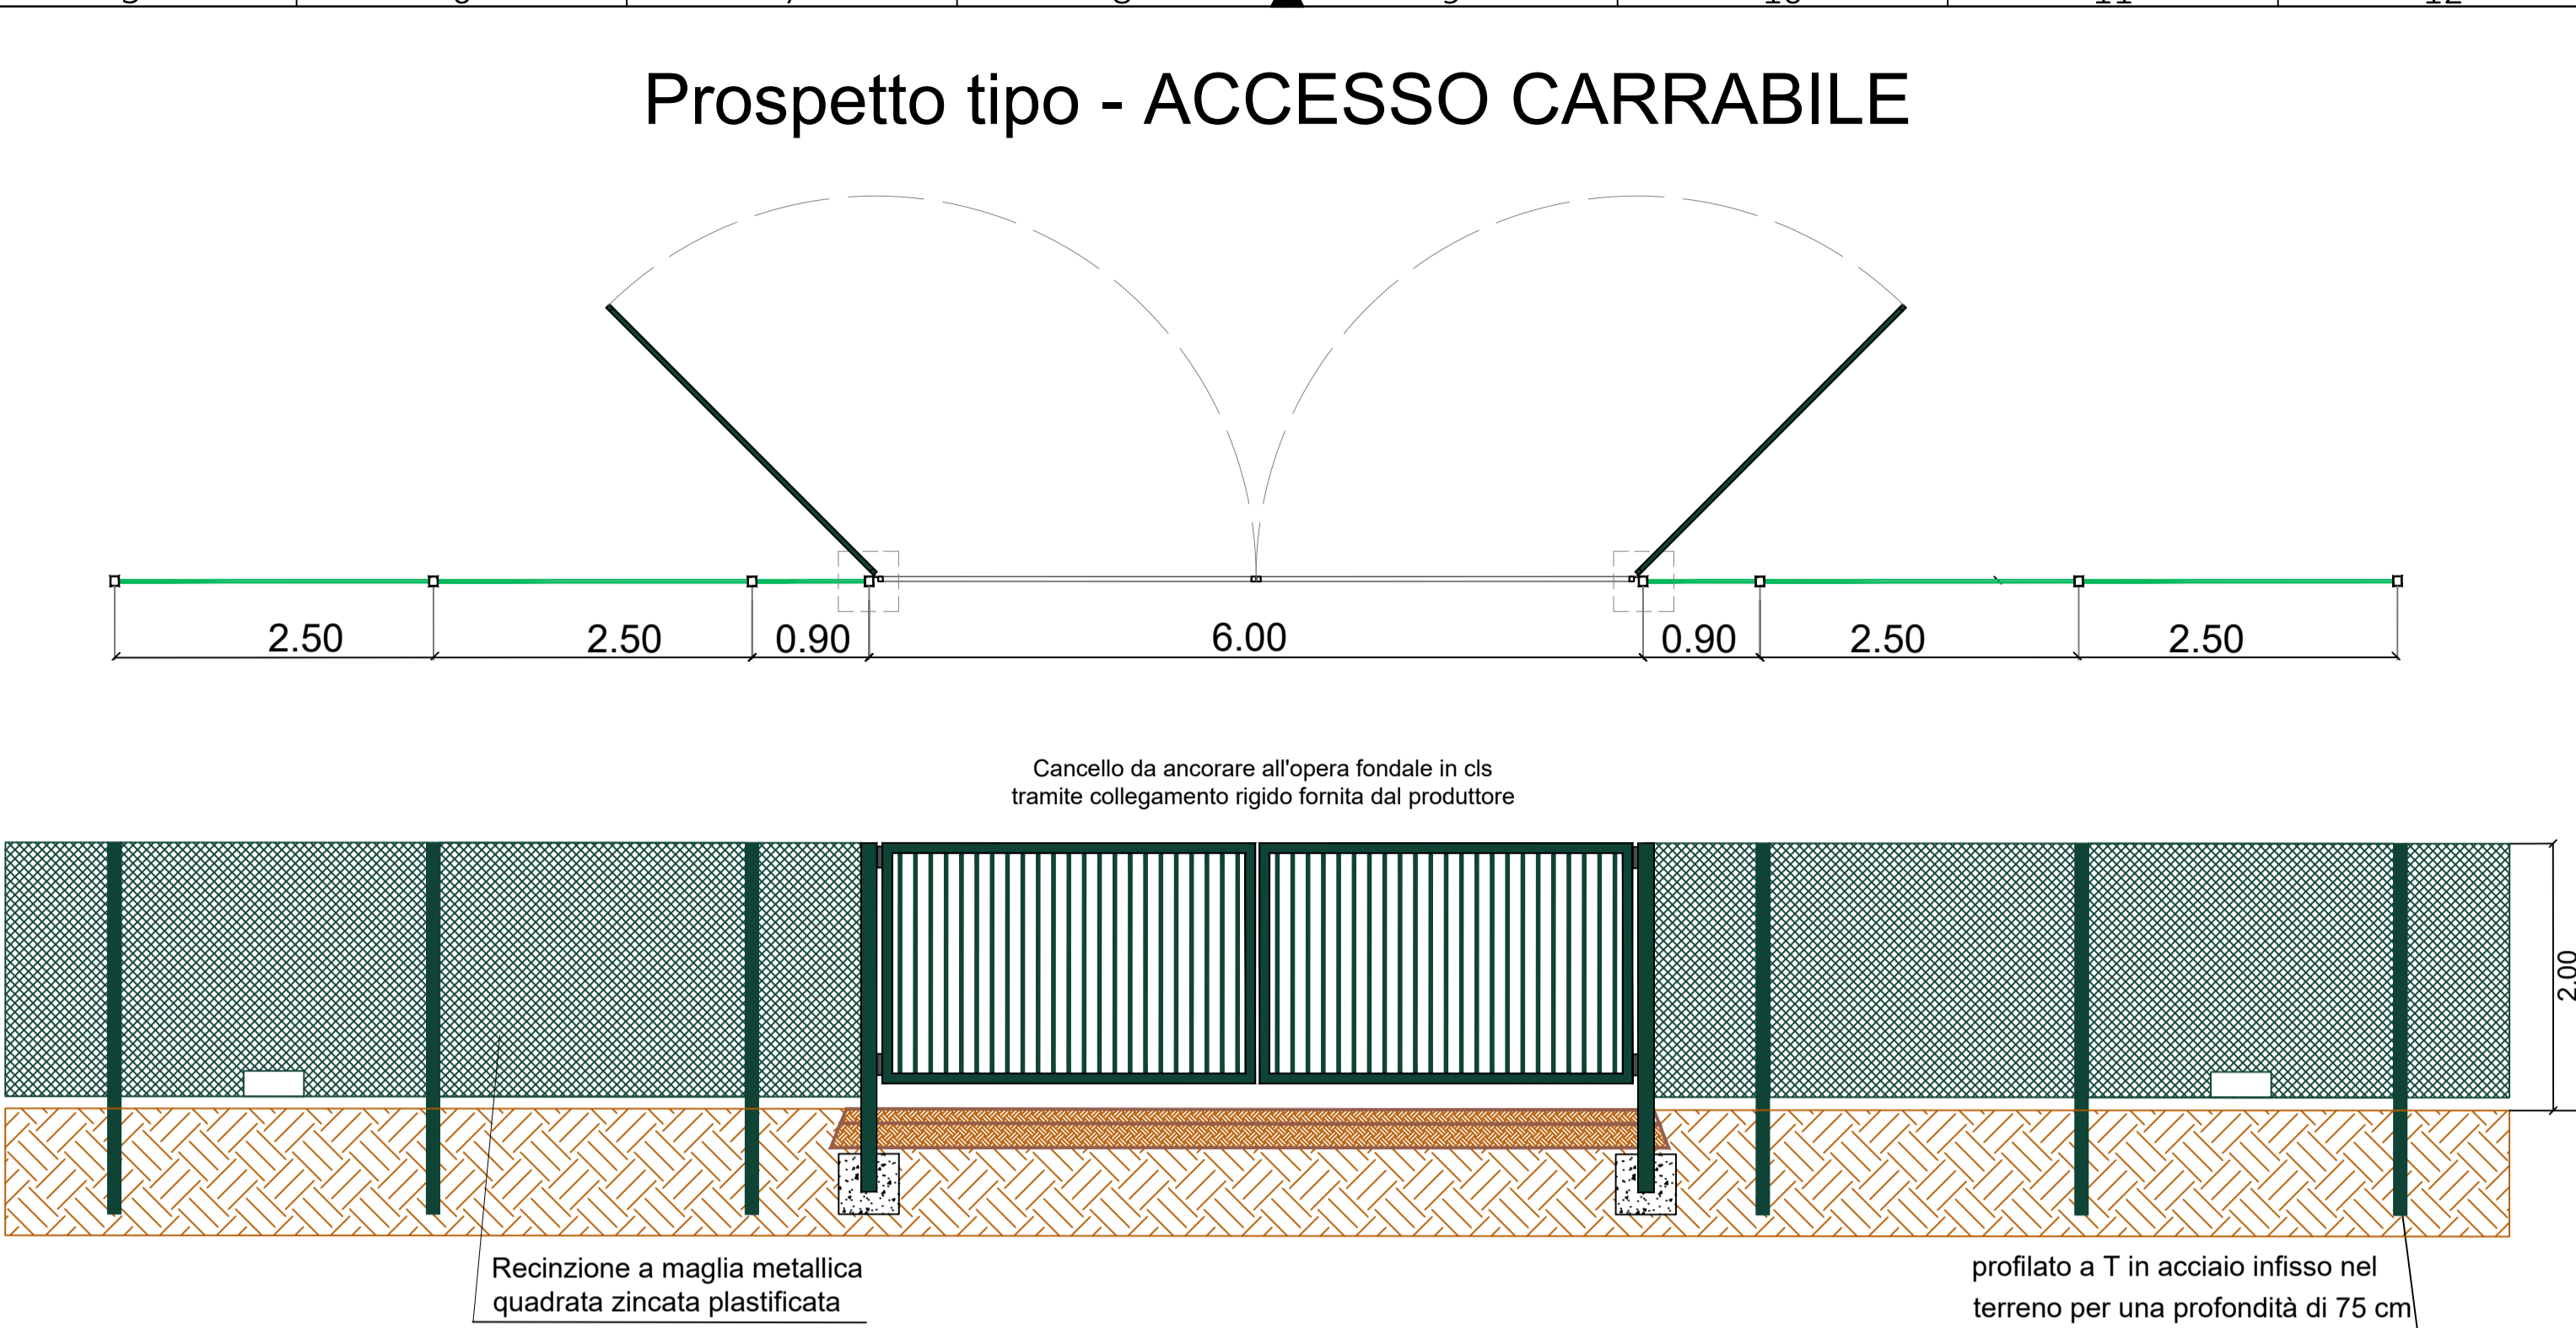 Prospetto tipo - ACCESSO CARRABILE
2.50 2.50 0.90 6.00 0.90 2.50 2.50
Cancello da ancorare all'opera fondale in cls
tramite collegamento rigido fornita dal produttore
2.00
Recinzione a maglia metallica
quadrata zincata plastificata
profilato a T in acciaio infisso nel
terreno per una profondità di 75 cm